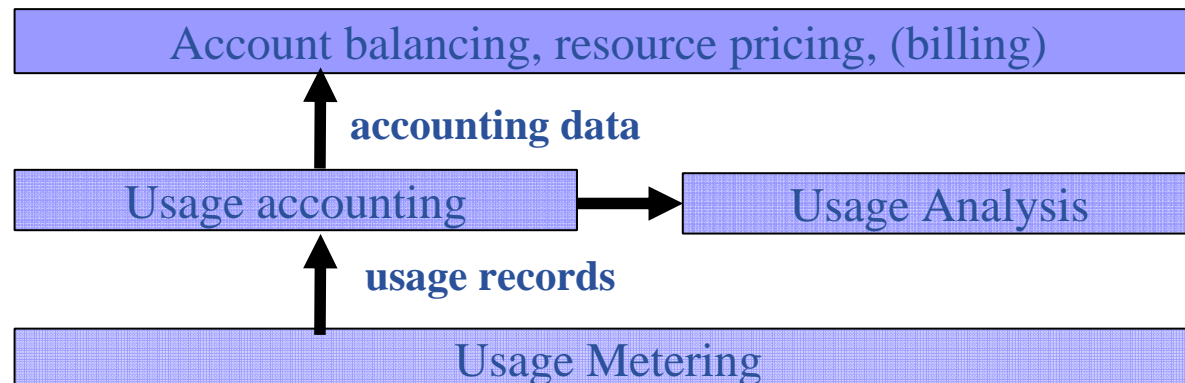 Account balancing, resource pricing, (billing)
accounting data
Usage accounting
Usage Analysis
usage records
Usage Metering